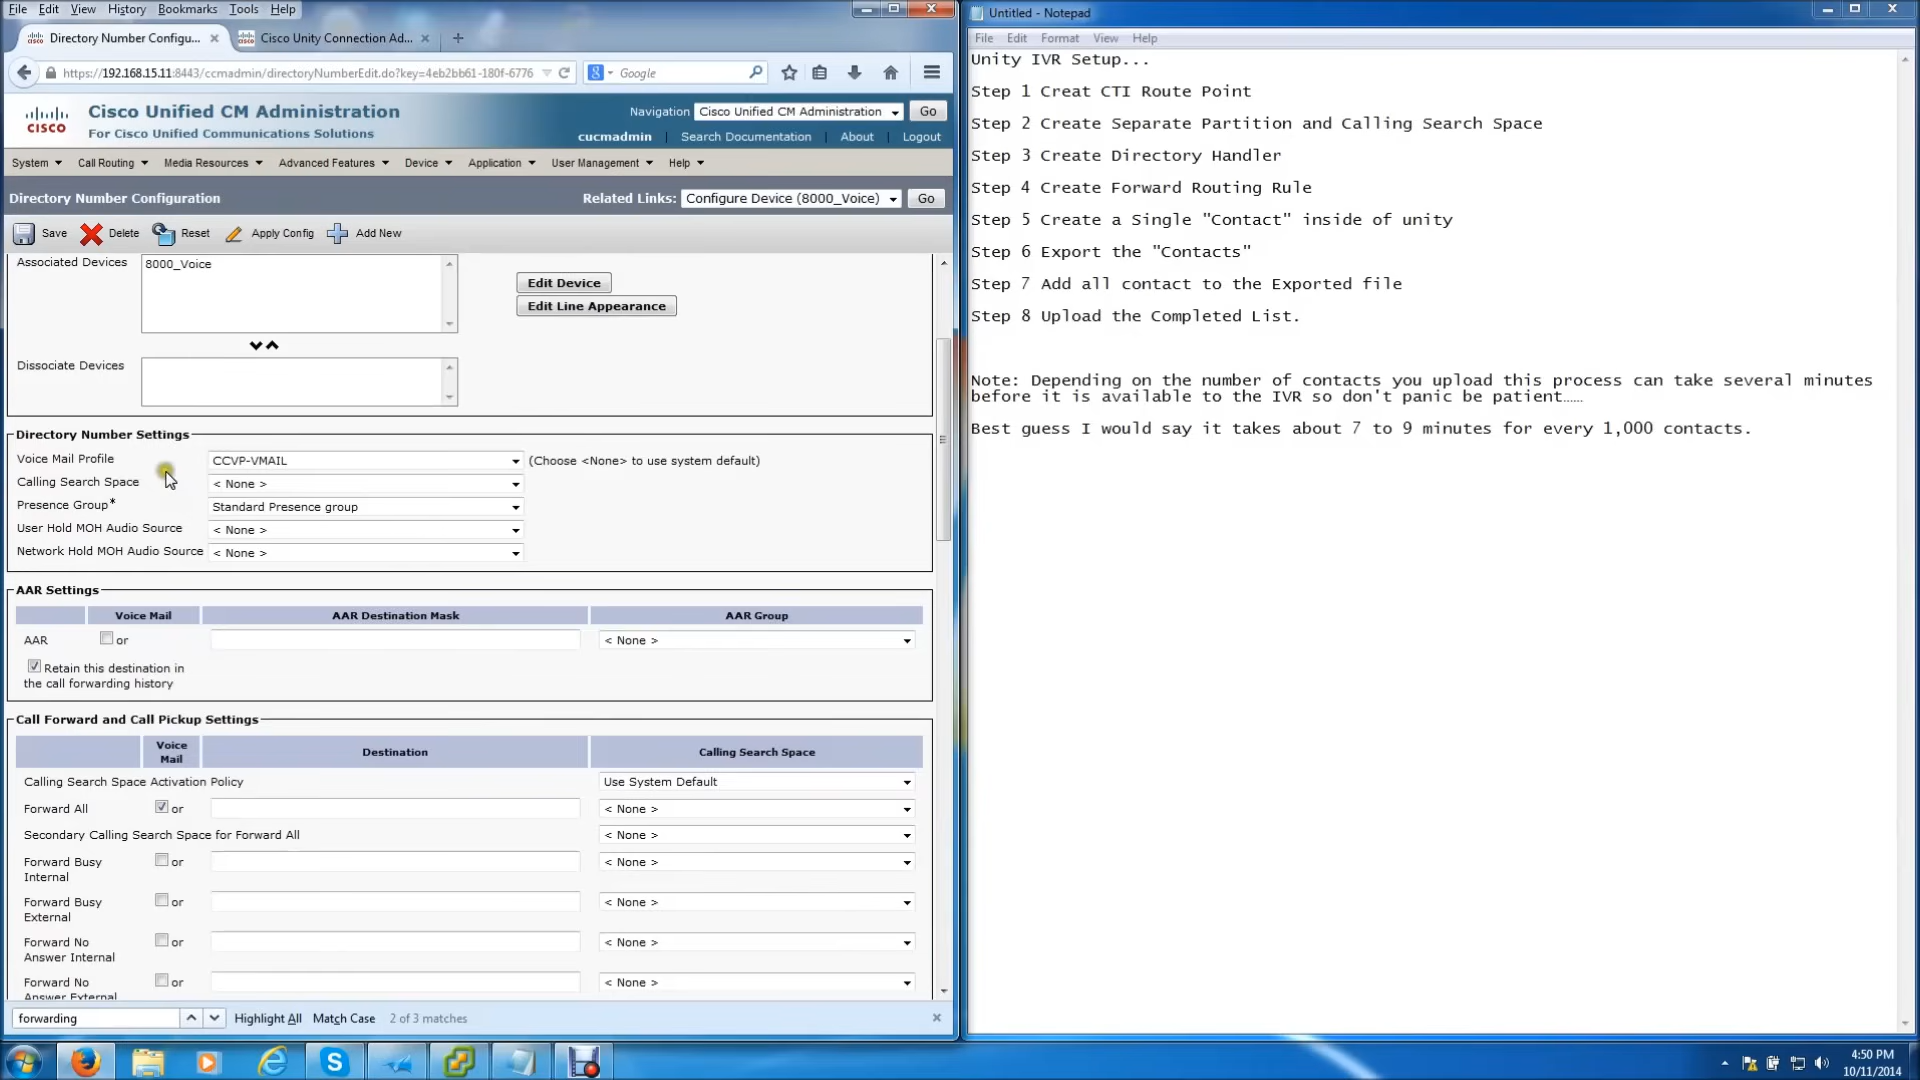 File Edit View History Bookmarks Tools Help
Directory Number Configu...
Cisco Unity Connection Ad...
https://192.168.15.11:8443/ccmadmin/directoryNumberEdit.do?key=4eb2bb61-180f-6776
Google
CISCO
Cisco Unified CM Administration
For Cisco Unified Communications Solutions
Navigation Cisco Unified CM Administration Go
cucmadmin | Search Documentation | About | Logout
System Call Routing Media Resources Advanced Features Device Application User Management Help
Directory Number Configuration
Related Links: Configure Device (8000_Voice) Go
Save Delete Reset Apply Config Add New
Associated Devices 8000_Voice
Edit Device
Edit Line Appearance
Dissociate Devices
Directory Number Settings
Voice Mail Profile CCVP-VMAIL (Choose <None> to use system default)
Calling Search Space < None >
Presence Group* Standard Presence group
User Hold MOH Audio Source < None >
Network Hold MOH Audio Source < None >
AAR Settings
Voice Mail AAR Destination Mask AAR Group
AAR or < None >
Retain this destination in
the call forwarding history
Call Forward and Call Pickup Settings
Voice
Mail
Destination Calling Search Space
Calling Search Space Activation Policy Use System Default
Forward All or < None >
Secondary Calling Search Space for Forward All < None >
Forward Busy
Internal
or < None >
Forward Busy
External
or < None >
Forward No
Answer Internal
or < None >
Forward No
Answer External
or < None >
forwarding Highlight All Match Case 2 of 3 matches
Untitled - Notepad
File Edit Format View Help
Unity IVR Setup...
Step 1 Creat CTI Route Point
Step 2 Create Separate Partition and Calling Search Space
Step 3 Create Directory Handler
Step 4 Create Forward Routing Rule
Step 5 Create a Single "Contact" inside of unity
Step 6 Export the "Contacts"
Step 7 Add all contact to the Exported file
Step 8 Upload the Completed List.
Note: Depending on the number of contacts you upload this process can take several minutes
before it is available to the IVR so don't panic be patient……
Best guess I would say it takes about 7 to 9 minutes for every 1,000 contacts.
4:50 PM
10/11/2014